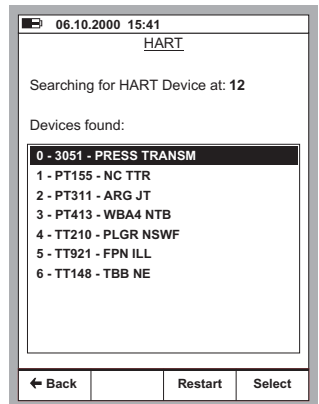 06.10.2000 15:41
HART
Searching for HART Device at: 12
Devices found:
0 - 3051 - PRESS TRANSM
1 - PT155 - NC TTR
2 - PT311 - ARG JT
3 - PT413 - WBA4 NTB
4 - TT210 - PLGR NSWF
5 - TT921 - FPN ILL
6 - TT148 - TBB NE
← Back Restart Select